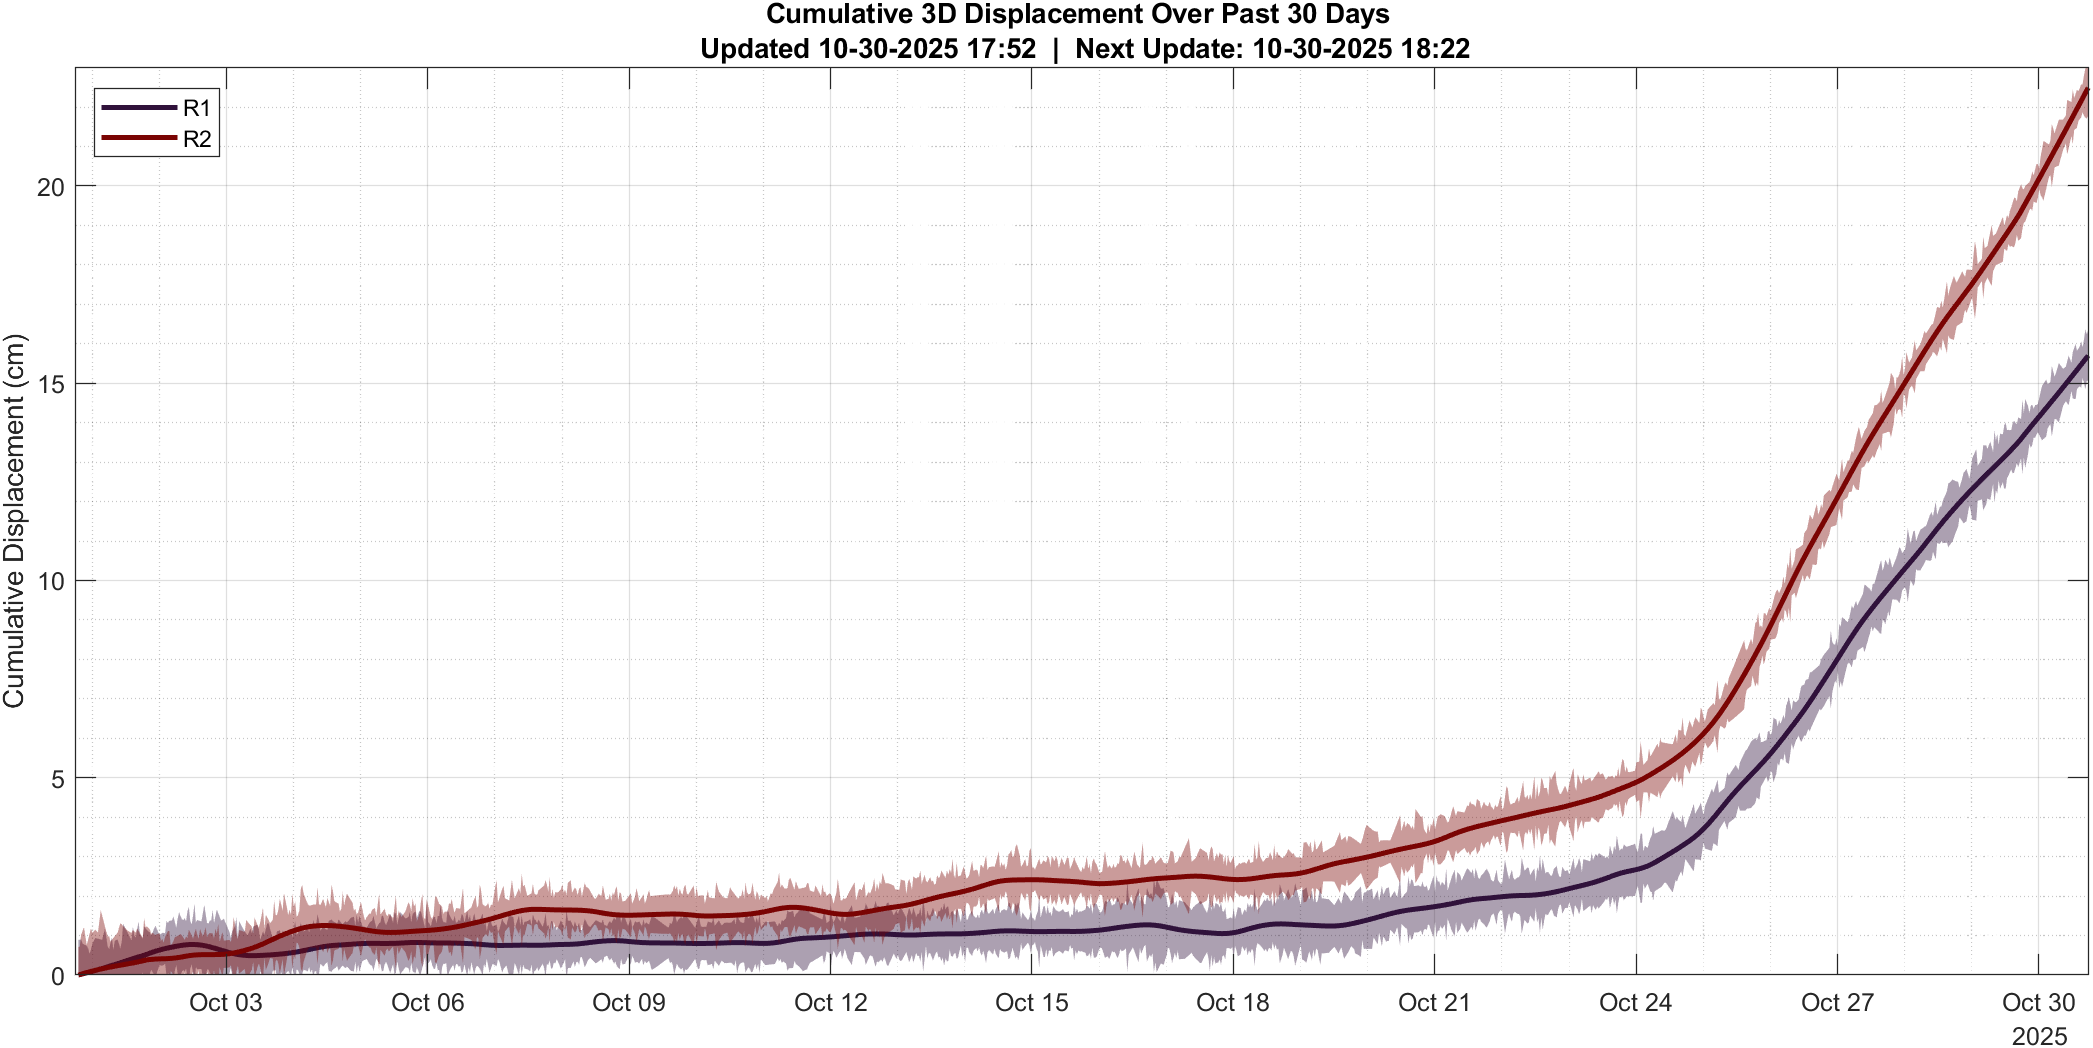 Cumulative 3D Displacement Over Past 30 Days
Updated 10-30-2025 17:52 | Next Update: 10-30-2025 18:22
R1
R2
Cumulative Displacement (cm)
20
15
10
5
0
Oct 03 Oct 06 Oct 09 Oct 12 Oct 15 Oct 18 Oct 21 Oct 24 Oct 27 Oct 30
2025